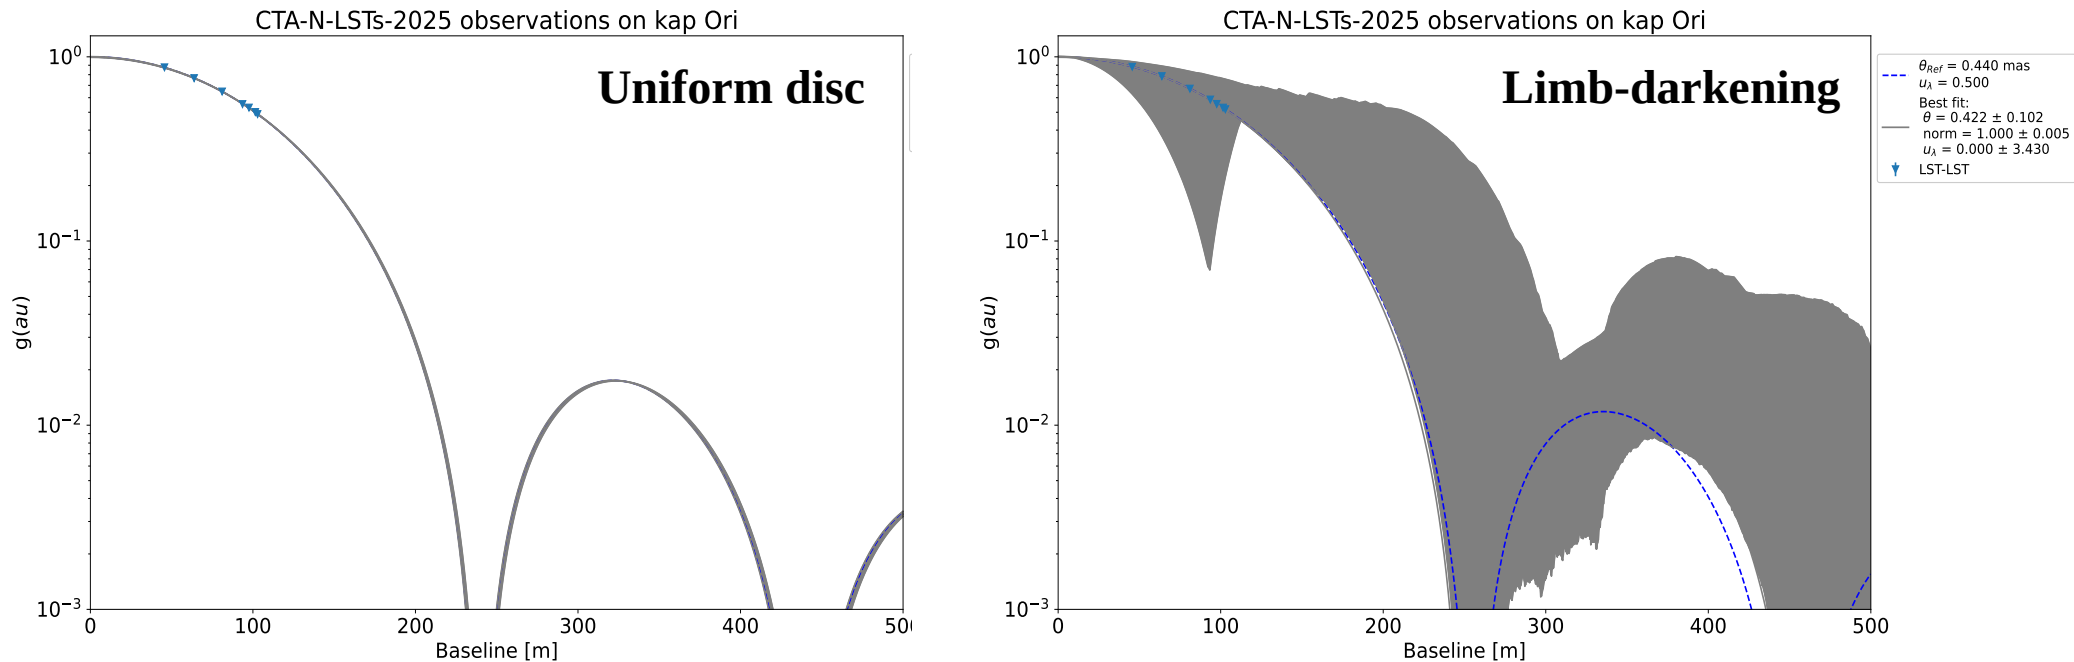 CTA-N-LSTs-2025 observations on kap Ori
Uniform disc
g(au)
10⁰
10⁻¹
10⁻²
10⁻³
0 100 200 300 400 50
Baseline [m]
CTA-N-LSTs-2025 observations on kap Ori
Limb-darkening
g(au)
10⁰
10⁻¹
10⁻²
10⁻³
0 100 200 300 400 500
Baseline [m]
θRef = 0.440 mas
uλ = 0.500
Best fit:
θ = 0.422 ± 0.102
norm = 1.000 ± 0.005
uλ = 0.000 ± 3.430
LST-LST